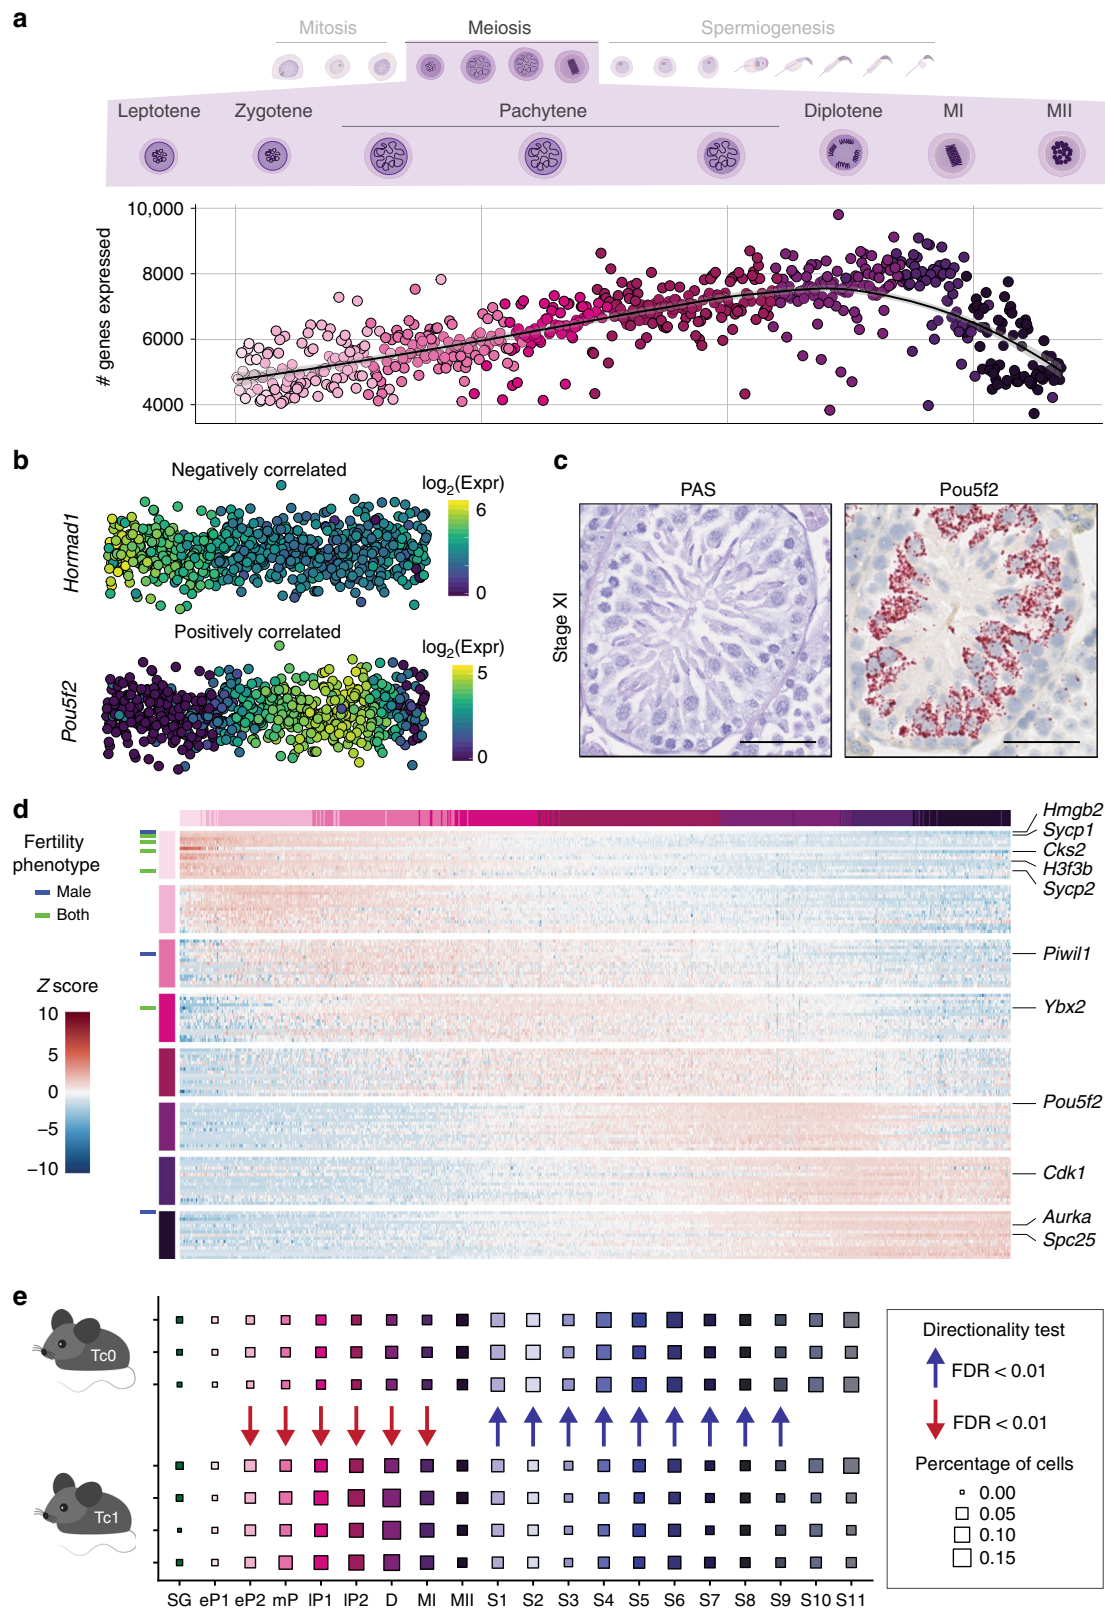 a
Mitosis Meiosis Spermiogenesis
Leptotene Zygotene Pachytene Diplotene MI MII
# genes expressed
10,000
8000
6000
4000
b
Negatively correlated
Hormad1
log2(Expr)
6
0
Positively correlated
Pou5f2
log2(Expr)
5
0
c
PAS Pou5f2
Stage XI
d
Fertility
phenotype
Male
Both
Z score
10
5
0
−5
−10
Hmgb2
Sycp1
Cks2
H3f3b
Sycp2
Piwil1
Ybx2
Pou5f2
Cdk1
Aurka
Spc25
e
Tc0
Tc1
Directionality test
FDR < 0.01
FDR < 0.01
Percentage of cells
0.00
0.05
0.10
0.15
SG eP1 eP2 mP lP1 lP2 D MI MII S1 S2 S3 S4 S5 S6 S7 S8 S9 S10 S11